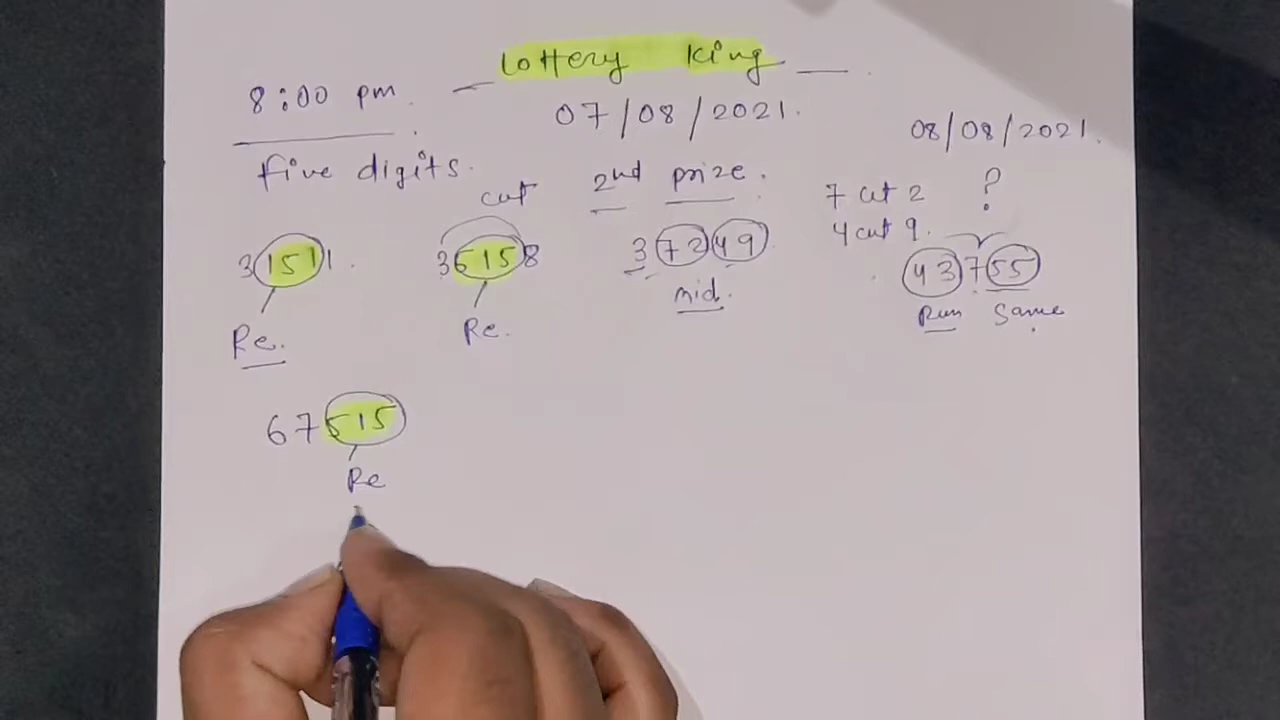 Lottery King
8:00 pm.
07/08/2021.
08/08/2021.
five digits.
cut
2nd prize.
7 cut 2 ?
4 cut 9.
31511.
36158
37249
43755
mid.
Re.
Re.
Run Same
67515
Re